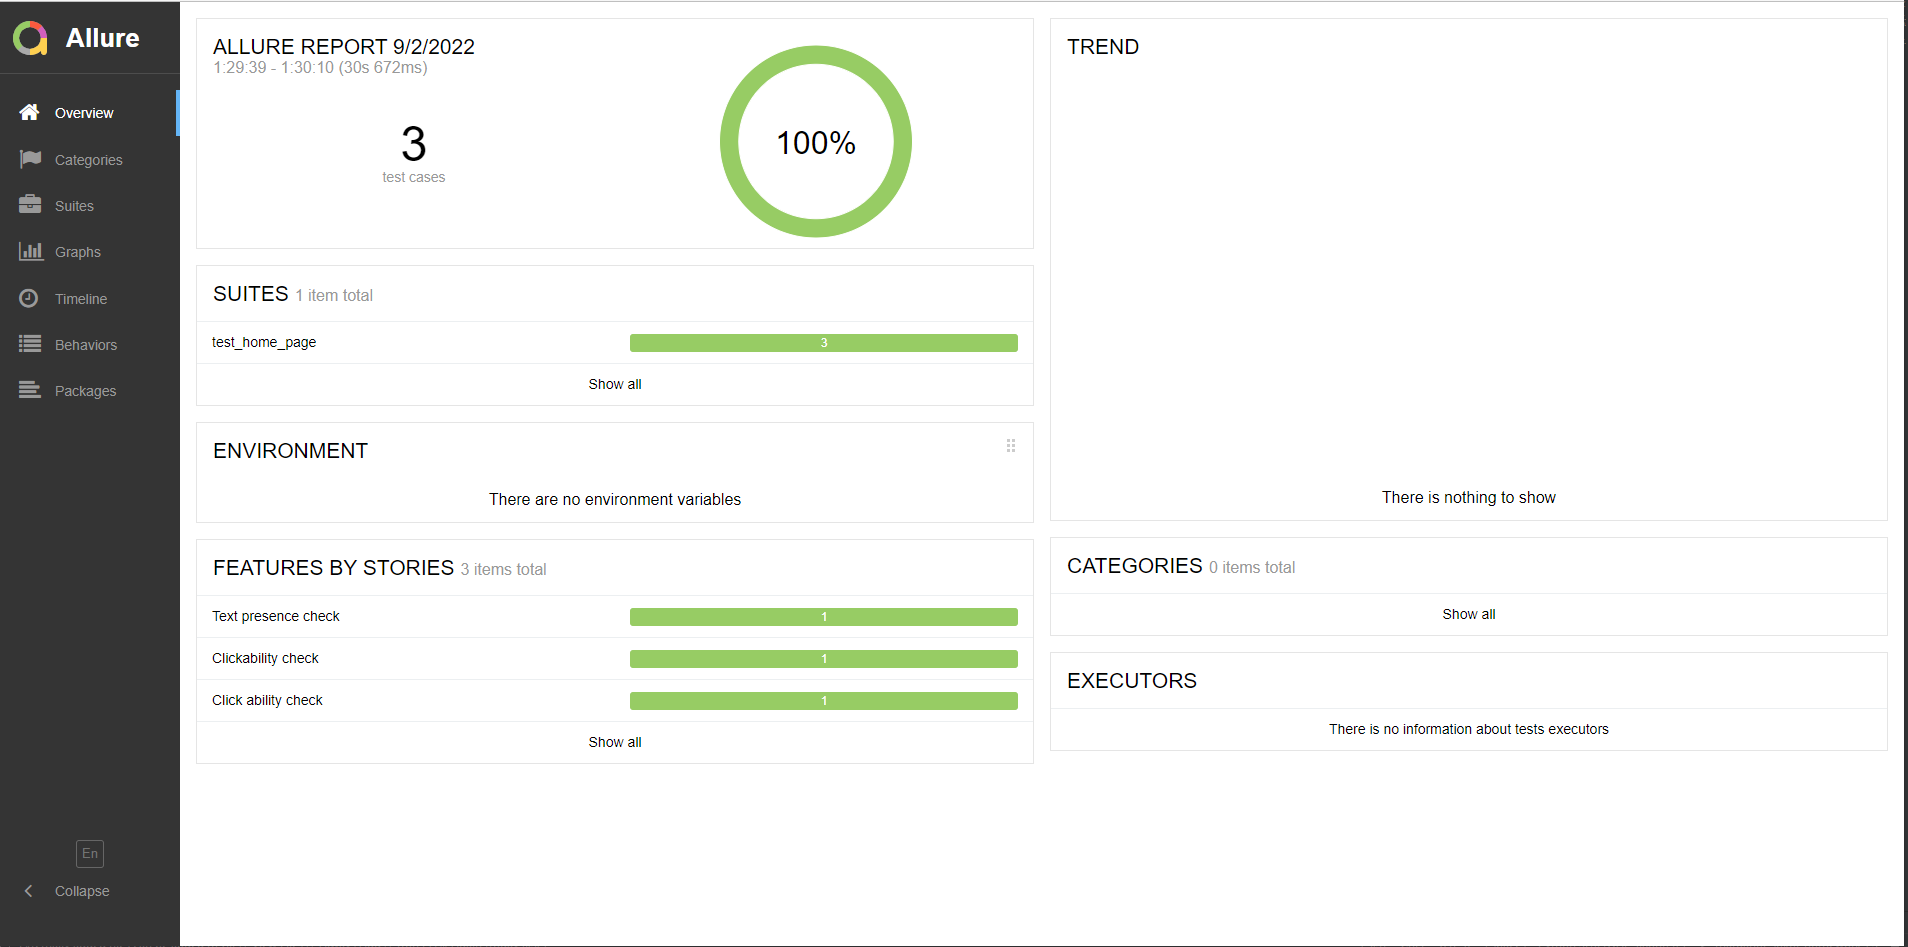 Allure
Overview
Categories
Suites
Graphs
Timeline
Behaviors
Packages
En
Collapse
ALLURE REPORT 9/2/2022
1:29:39 - 1:30:10 (30s 672ms)
3
test cases
100%
SUITES 1 item total
test_home_page 3
Show all
ENVIRONMENT
There are no environment variables
FEATURES BY STORIES 3 items total
Text presence check 1
Clickability check 1
Click ability check 1
Show all
TREND
There is nothing to show
CATEGORIES 0 items total
Show all
EXECUTORS
There is no information about tests executors